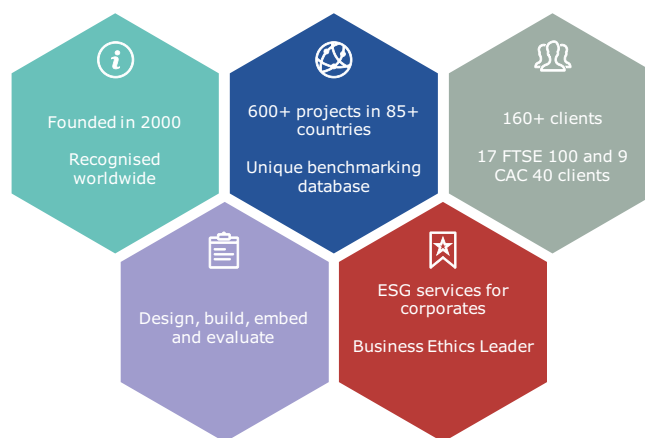 Founded in 2000
Recognised
worldwide
600+ projects in 85+
countries
Unique benchmarking
database
160+ clients
17 FTSE 100 and 9
CAC 40 clients
Design, build, embed
and evaluate
ESG services for
corporates
Business Ethics Leader